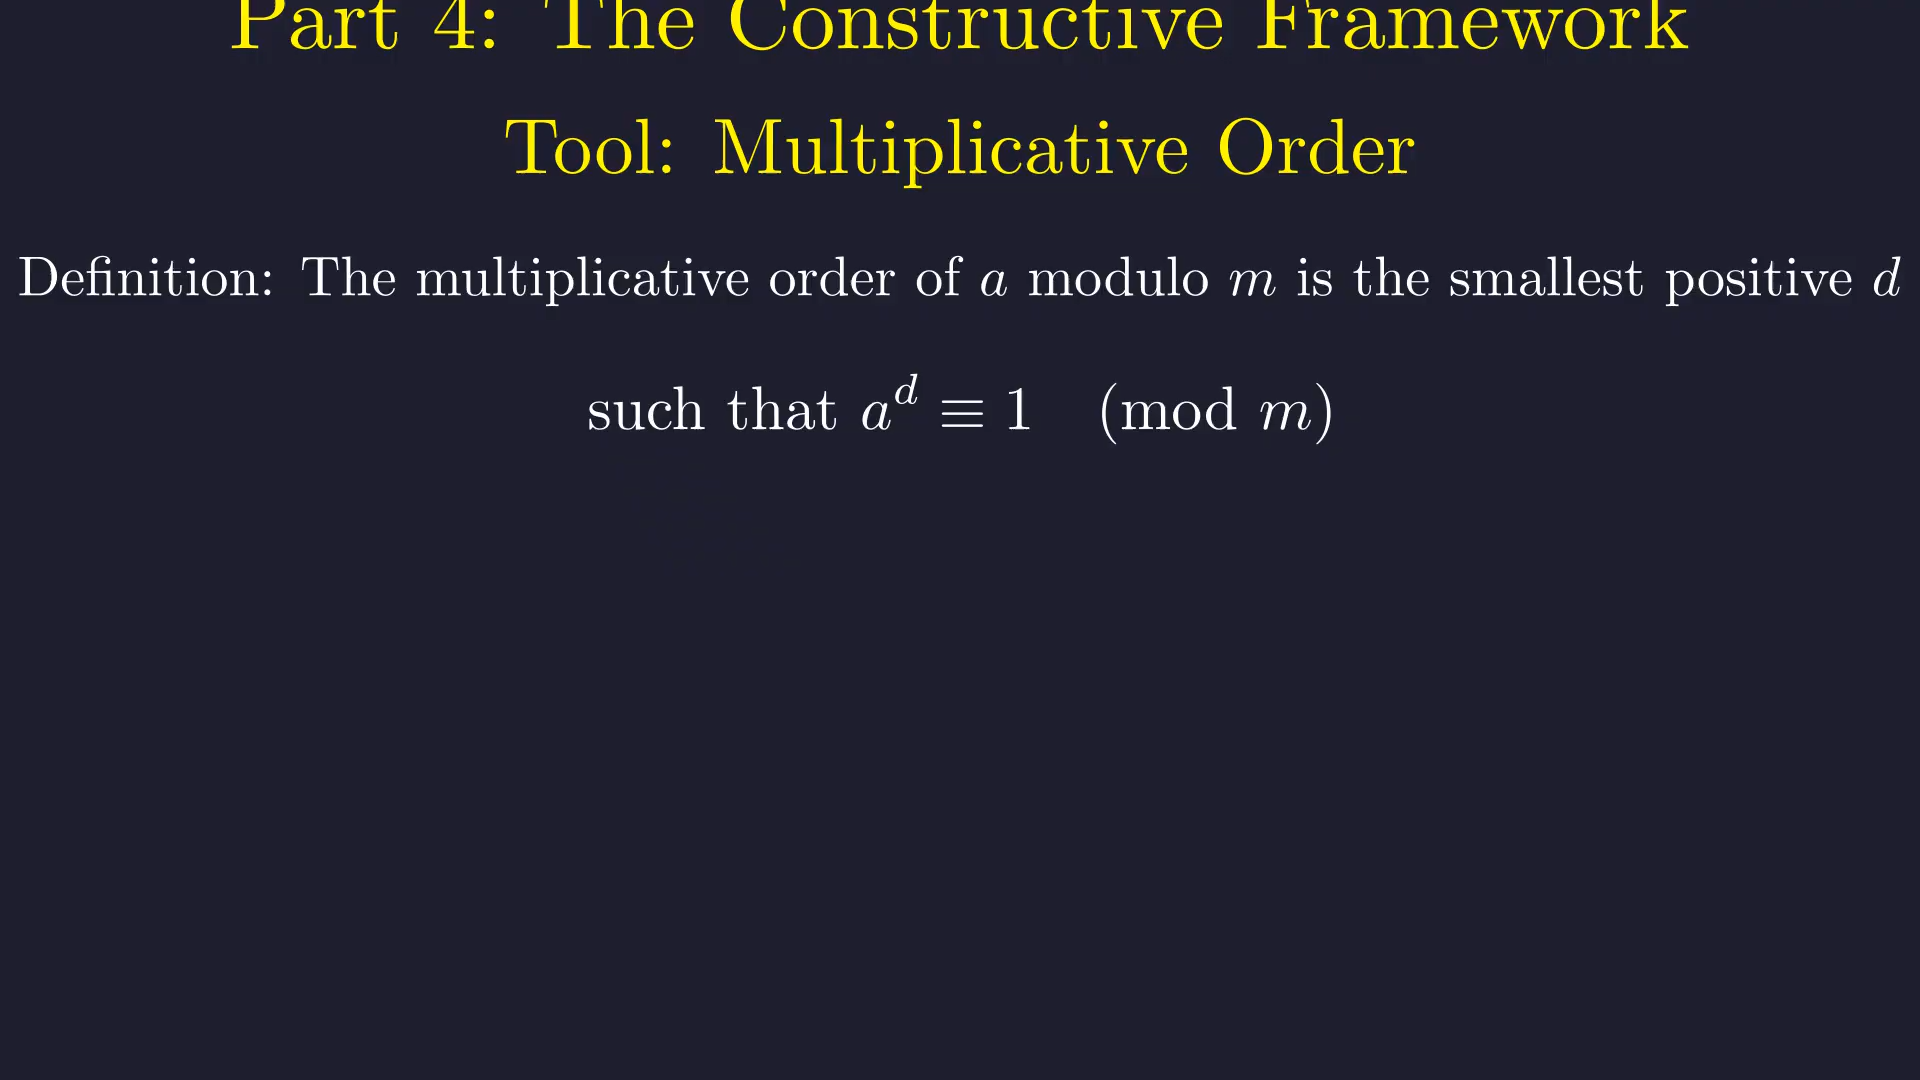 Part 4: The Constructive Framework
Tool: Multiplicative Order
Definition: The multiplicative order of a modulo m is the smallest positive d
such that a^d ≡ 1 (mod m)